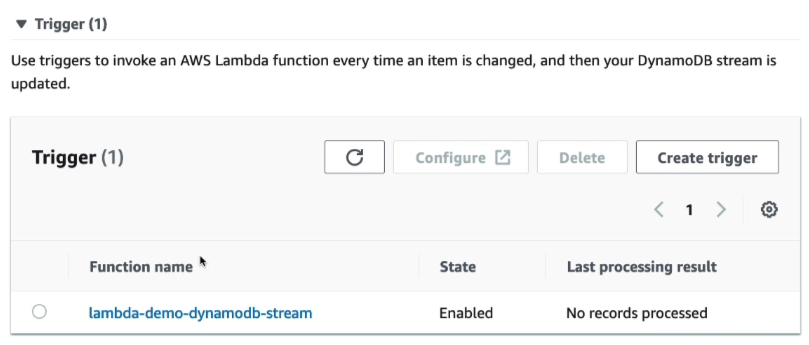 Trigger (1)
Use triggers to invoke an AWS Lambda function every time an item is changed, and then your DynamoDB stream is
updated.
Trigger (1)
Configure
Delete
Create trigger
1
Function name State Last processing result
lambda-demo-dynamodb-stream Enabled No records processed